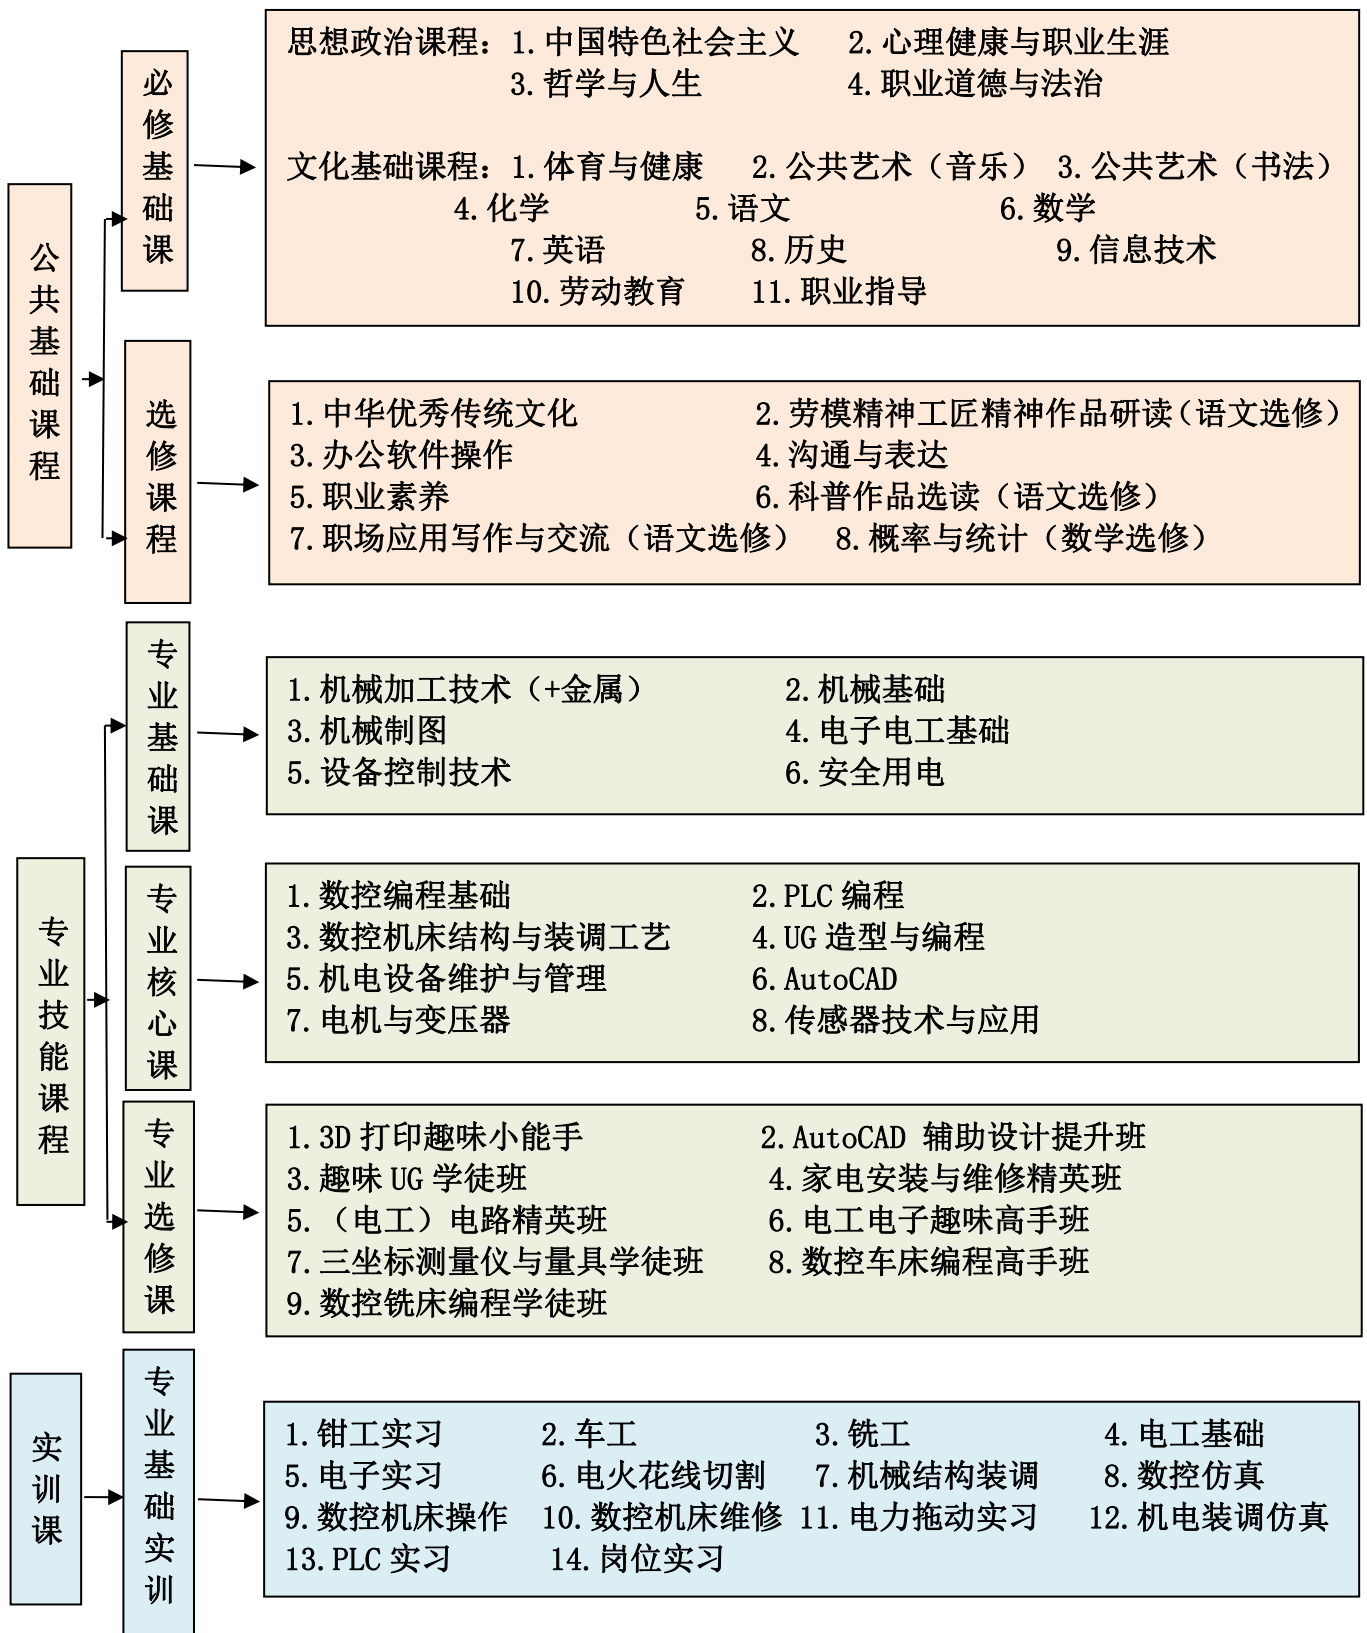 公共基础课程
必修基础课
思想政治课程：1.中国特色社会主义 2.心理健康与职业生涯
3.哲学与人生 4.职业道德与法治
文化基础课程：1.体育与健康 2.公共艺术（音乐） 3.公共艺术（书法）
4.化学 5.语文 6.数学
7.英语 8.历史 9.信息技术
10.劳动教育 11.职业指导
选修课程
1.中华优秀传统文化 2.劳模精神工匠精神作品研读（语文选修）
3.办公软件操作 4.沟通与表达
5.职业素养 6.科普作品选读（语文选修）
7.职场应用写作与交流（语文选修） 8.概率与统计（数学选修）
专业技能课程
专业基础课
1.机械加工技术（+金属） 2.机械基础
3.机械制图 4.电子电工基础
5.设备控制技术 6.安全用电
专业核心课
1.数控编程基础 2.PLC 编程
3.数控机床结构与装调工艺 4.UG 造型与编程
5.机电设备维护与管理 6.AutoCAD
7.电机与变压器 8.传感器技术与应用
专业选修课
1.3D 打印趣味小能手 2.AutoCAD 辅助设计提升班
3.趣味 UG 学徒班 4.家电安装与维修精英班
5.（电工）电路精英班 6.电工电子趣味高手班
7.三坐标测量仪与量具学徒班 8.数控车床编程高手班
9.数控铣床编程学徒班
实训课
专业基础实训
1.钳工实习 2.车工 3.铣工 4.电工基础
5.电子实习 6.电火花线切割 7.机械结构装调 8.数控仿真
9.数控机床操作 10.数控机床维修 11.电力拖动实习 12.机电装调仿真
13.PLC 实习 14.岗位实习